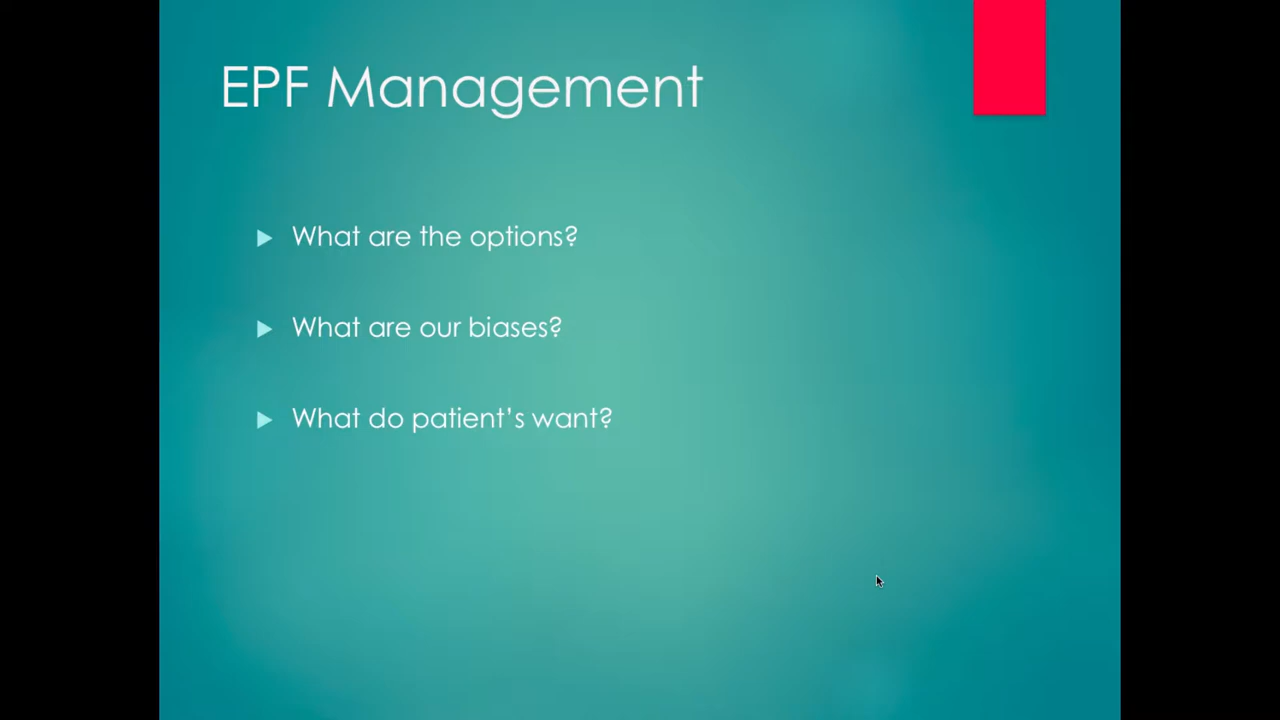 EPF Management
What are the options?
What are our biases?
What do patient’s want?